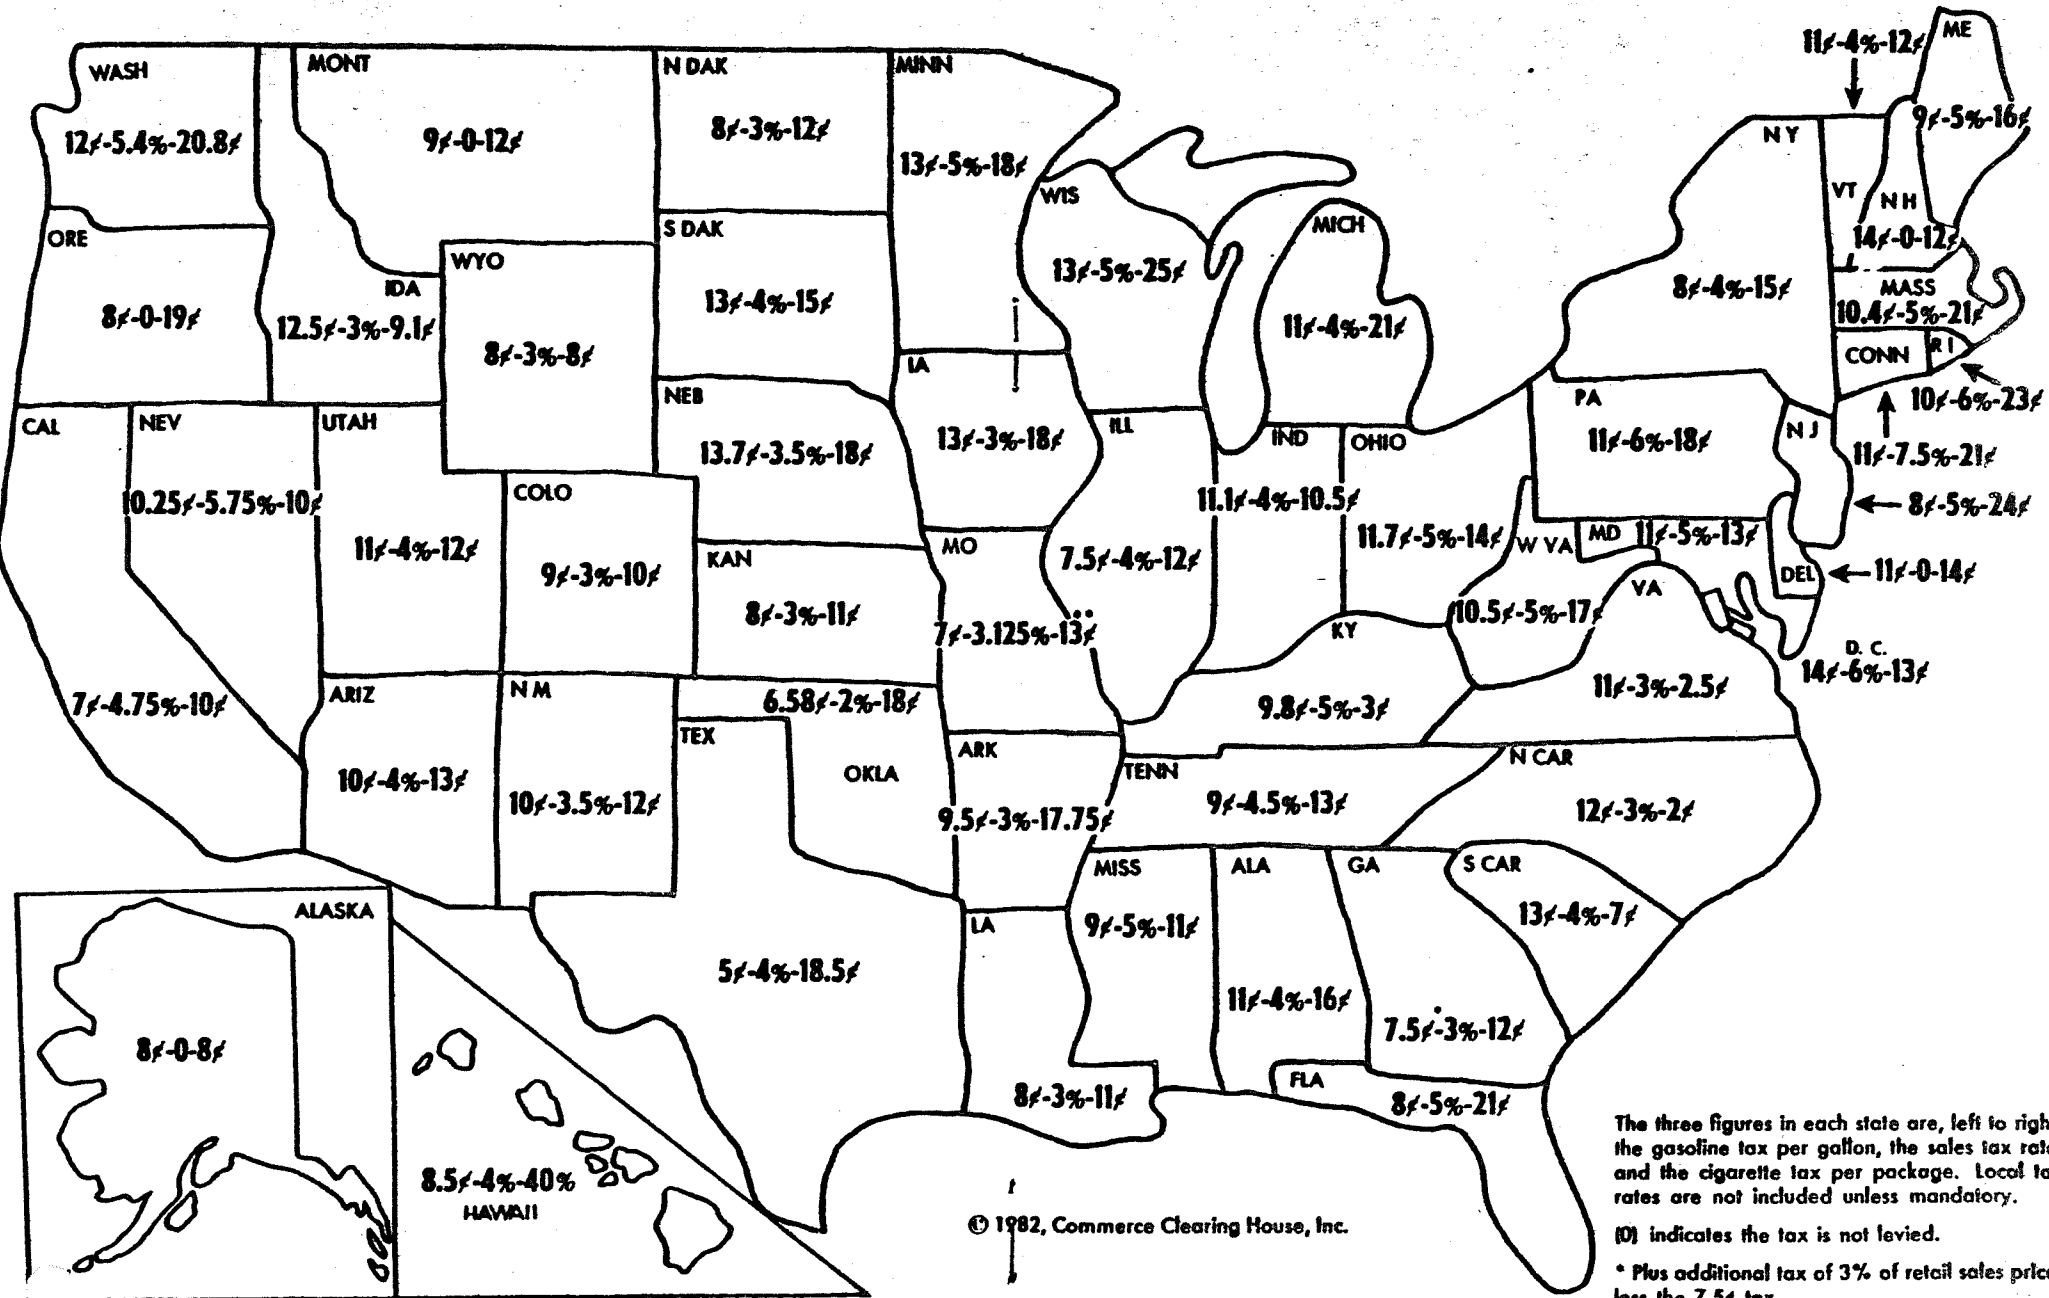 WASH
12¢-5.4%-20.8¢
MONT
9¢-0-12¢
N DAK
8¢-3%-12¢
MINN
13¢-5%-18¢
11¢-4%-12¢
ME
9¢-5%-16¢
ORE
8¢-0-19¢
IDA
12.5¢-3%-9.1¢
WYO
8¢-3%-8¢
S DAK
13¢-4%-15¢
WIS
13¢-5%-25¢
MICH
11¢-4%-21¢
N Y
8¢-4%-15¢
VT
N H
14¢-0-12¢
MASS
10.4¢-5%-21¢
CONN
R I
10¢-6%-23¢
11¢-7.5%-21¢
CAL
7¢-4.75%-10¢
NEV
10.25¢-5.75%-10¢
UTAH
11¢-4%-12¢
COLO
9¢-3%-10¢
NEB
13.7¢-3.5%-18¢
IA
13¢-3%-18¢
ILL
7.5¢-4%-12¢
IND
11.1¢-4%-10.5¢
OHIO
11.7¢-5%-14¢
PA
11¢-6%-18¢
N J
8¢-5%-24¢
KAN
8¢-3%-11¢
MO
7¢-3.125%-13¢
••
W VA
10.5¢-5%-17¢
MD
11¢-5%-13¢
DEL
11¢-0-14¢
VA
11¢-3%-2.5¢
D. C.
14¢-6%-13¢
KY
9.8¢-5%-3¢
ARIZ
10¢-4%-13¢
N M
10¢-3.5%-12¢
6.58¢-2%-18¢
OKLA
TEX
5¢-4%-18.5¢
ARK
9.5¢-3%-17.75¢
TENN
9¢-4.5%-13¢
N CAR
12¢-3%-2¢
MISS
9¢-5%-11¢
ALA
11¢-4%-16¢
GA
7.5¢•-3%-12¢
S CAR
13¢-4%-7¢
LA
8¢-3%-11¢
FLA
8¢-5%-21¢
ALASKA
8¢-0-8¢
8.5¢-4%-40%
HAWAII
© 1982, Commerce Clearing House, Inc.
The three figures in each state are, left to righ
the gasoline tax per gallon, the sales tax rat
and the cigarette tax per package. Local ta
rates are not included unless mandatory.
(0) indicates the tax is not levied.
* Plus additional tax of 3% of retail sales pric
less the 7.5¢ tax